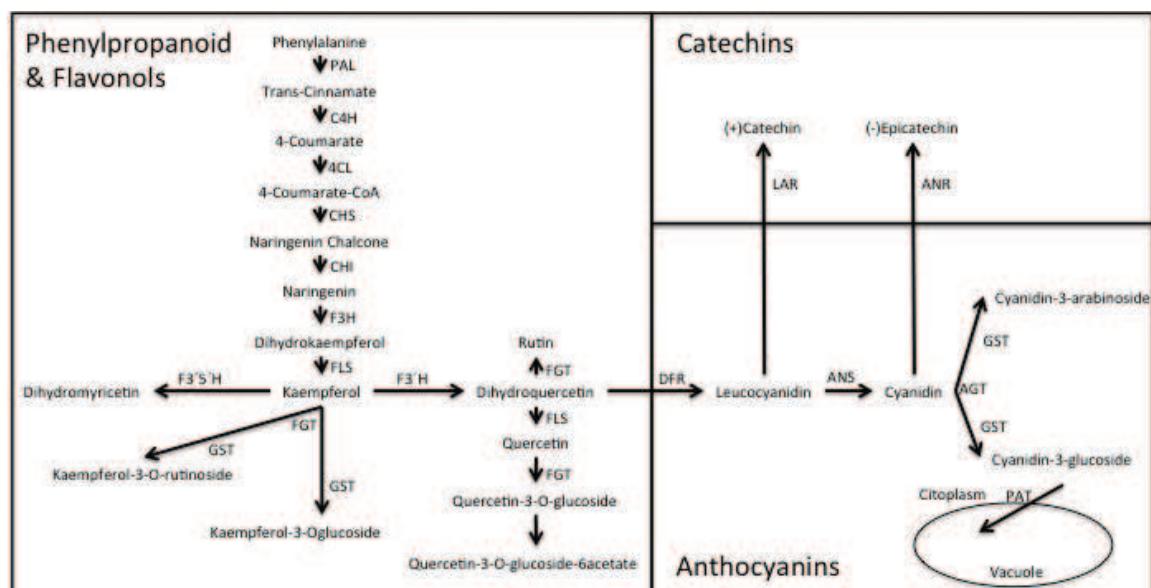 Phenylpropanoid
& Flavonols
Phenylalanine
PAL
Trans-Cinnamate
C4H
4-Coumarate
4CL
4-Coumarate-CoA
CHS
Naringenin Chalcone
CHI
Naringenin
F3H
Dihydrokaempferol
FLS
Dihydromyricetin
F3´5´H
Kaempferol
F3´H
Dihydroquercetin
Rutin
FGT
FGT
GST
Kaempferol-3-O-rutinoside
GST
Kaempferol-3-Oglucoside
FLS
Quercetin
FGT
Quercetin-3-O-glucoside
Quercetin-3-O-glucoside-6acetate
Catechins
(+)Catechin
(-)Epicatechin
LAR
ANR
DFR
Leucocyanidin
ANS
Cyanidin
AGT
Cyanidin-3-arabinoside
GST
GST
Cyanidin-3-glucoside
Citoplasm
PAT
Vacuole
Anthocyanins